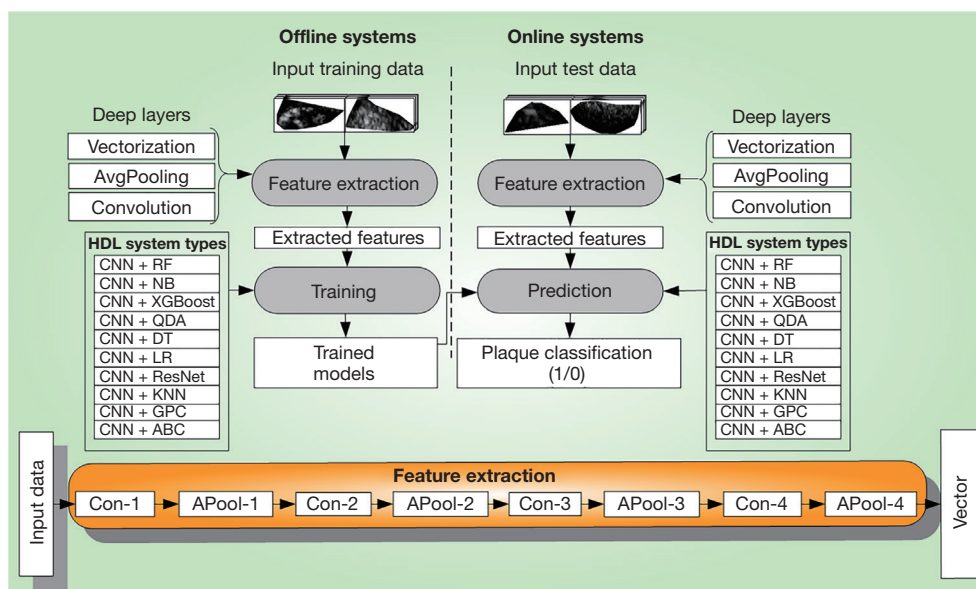 Offline systems
Input training data
Deep layers
Vectorization
AvgPooling
Convolution
Feature extraction
Extracted features
HDL system types
CNN + RF
CNN + NB
CNN + XGBoost
CNN + QDA
CNN + DT
CNN + LR
CNN + ResNet
CNN + KNN
CNN + GPC
CNN + ABC
Training
Trained
models
Online systems
Input test data
Deep layers
Vectorization
AvgPooling
Convolution
Feature extraction
Extracted features
HDL system types
CNN + RF
CNN + NB
CNN + XGBoost
CNN + QDA
CNN + DT
CNN + LR
CNN + ResNet
CNN + KNN
CNN + GPC
CNN + ABC
Prediction
Plaque classification
(1/0)
Input data
Feature extraction
Con-1
APool-1
Con-2
APool-2
Con-3
APool-3
Con-4
APool-4
Vector